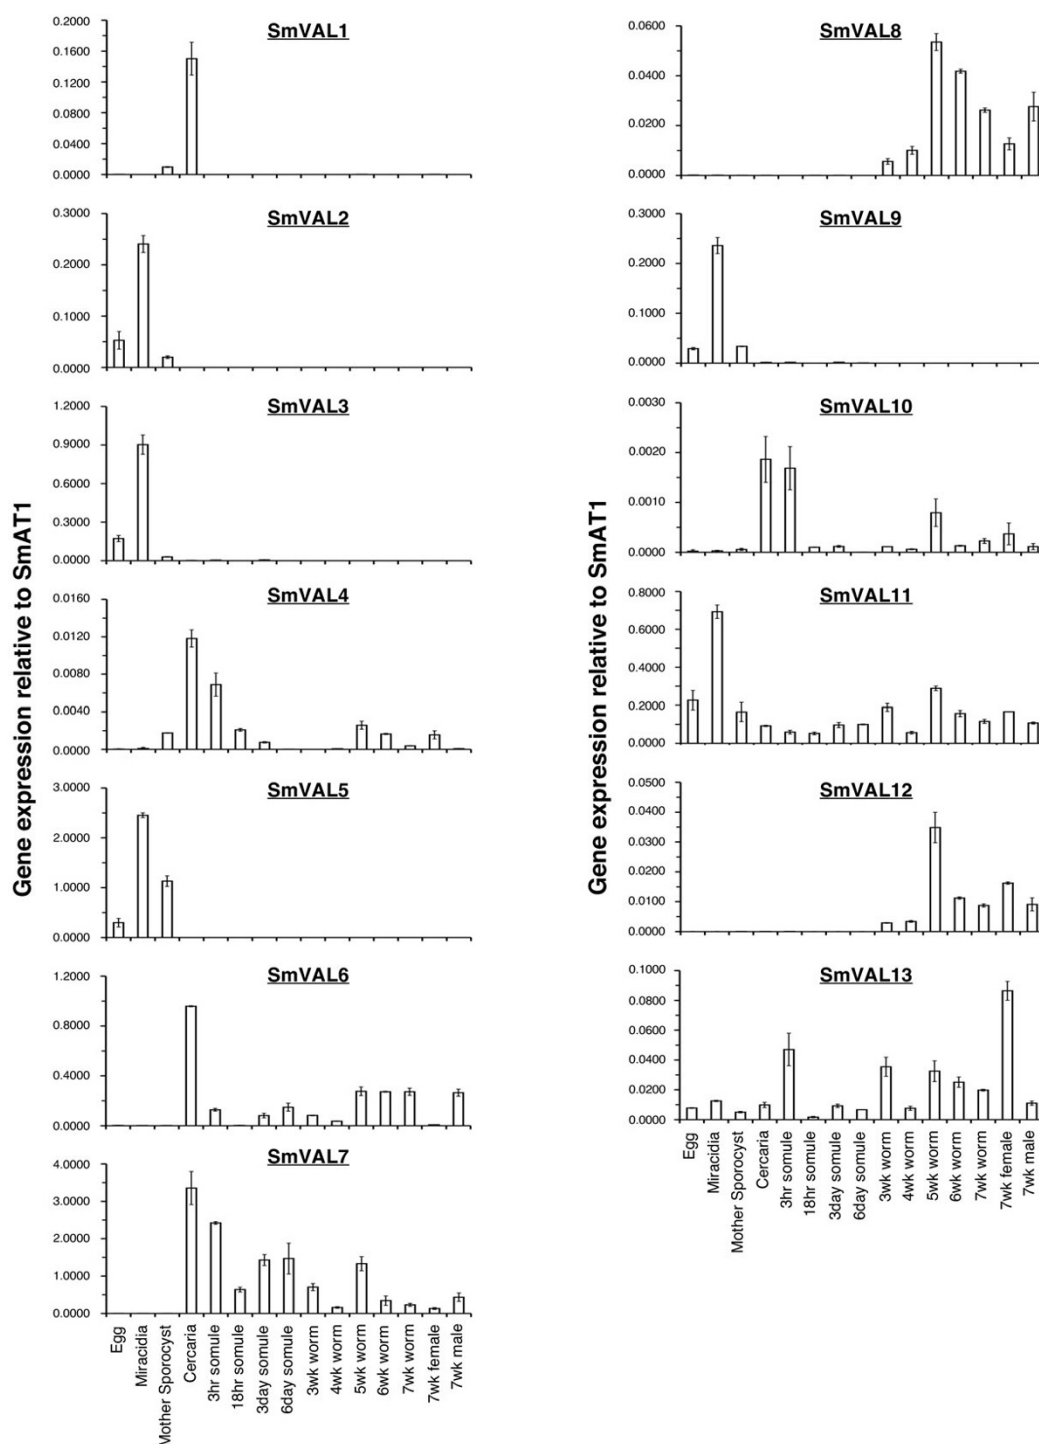 Gene expression relative to SmAT1
SmVAL1
0.2000
0.1600
0.1200
0.0800
0.0400
0.0000
SmVAL2
0.3000
0.2000
0.1000
0.0000
SmVAL3
1.2000
0.9000
0.6000
0.3000
0.0000
SmVAL4
0.0160
0.0120
0.0080
0.0040
0.0000
SmVAL5
3.0000
2.0000
1.0000
0.0000
SmVAL6
1.2000
0.8000
0.4000
0.0000
SmVAL7
4.0000
3.0000
2.0000
1.0000
0.0000
Egg
Miracidia
Mother Sporocyst
Cercaria
3hr somule
18hr somule
3day somule
6day somule
3wk worm
4wk worm
5wk worm
6wk worm
7wk worm
7wk female
7wk male
Gene expression relative to SmAT1
SmVAL8
0.0600
0.0400
0.0200
0.0000
SmVAL9
0.3000
0.2000
0.1000
0.0000
SmVAL10
0.0030
0.0020
0.0010
0.0000
SmVAL11
0.8000
0.6000
0.4000
0.2000
0.0000
SmVAL12
0.0500
0.0400
0.0300
0.0200
0.0100
0.0000
SmVAL13
0.1000
0.0800
0.0600
0.0400
0.0200
0.0000
Egg
Miracidia
Mother Sporocyst
Cercaria
3hr somule
18hr somule
3day somule
6day somule
3wk worm
4wk worm
5wk worm
6wk worm
7wk worm
7wk female
7wk male